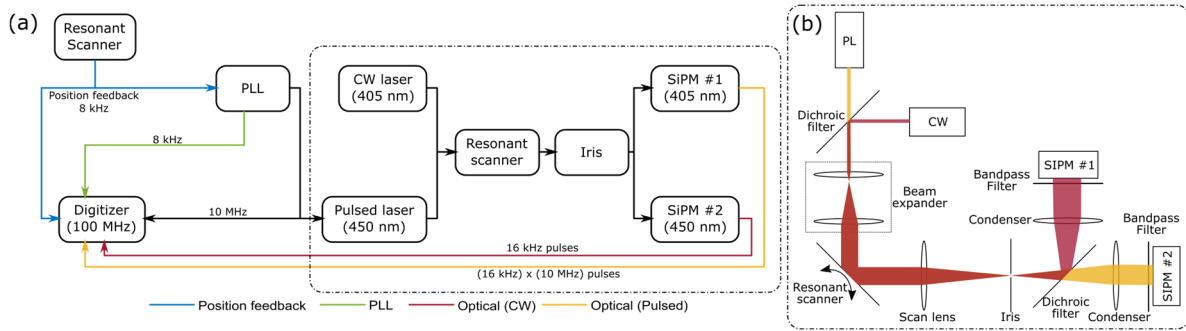 (a)
Resonant
Scanner
Position feedback
8 kHz
PLL
8 kHz
Digitizer
(100 MHz)
10 MHz
CW laser
(405 nm)
Pulsed laser
(450 nm)
Resonant
scanner
Iris
SiPM #1
(405 nm)
SiPM #2
(450 nm)
16 kHz pulses
(16 kHz) x (10 MHz) pulses
Position feedback
PLL
Optical (CW)
Optical (Pulsed)
(b)
PL
Dichroic
filter
CW
Beam
expander
Resonant
scanner
Scan lens
Iris
Dichroic
filter
Condenser
SIPM #1
Bandpass
Filter
Condenser
Bandpass
Filter
SIPM #2